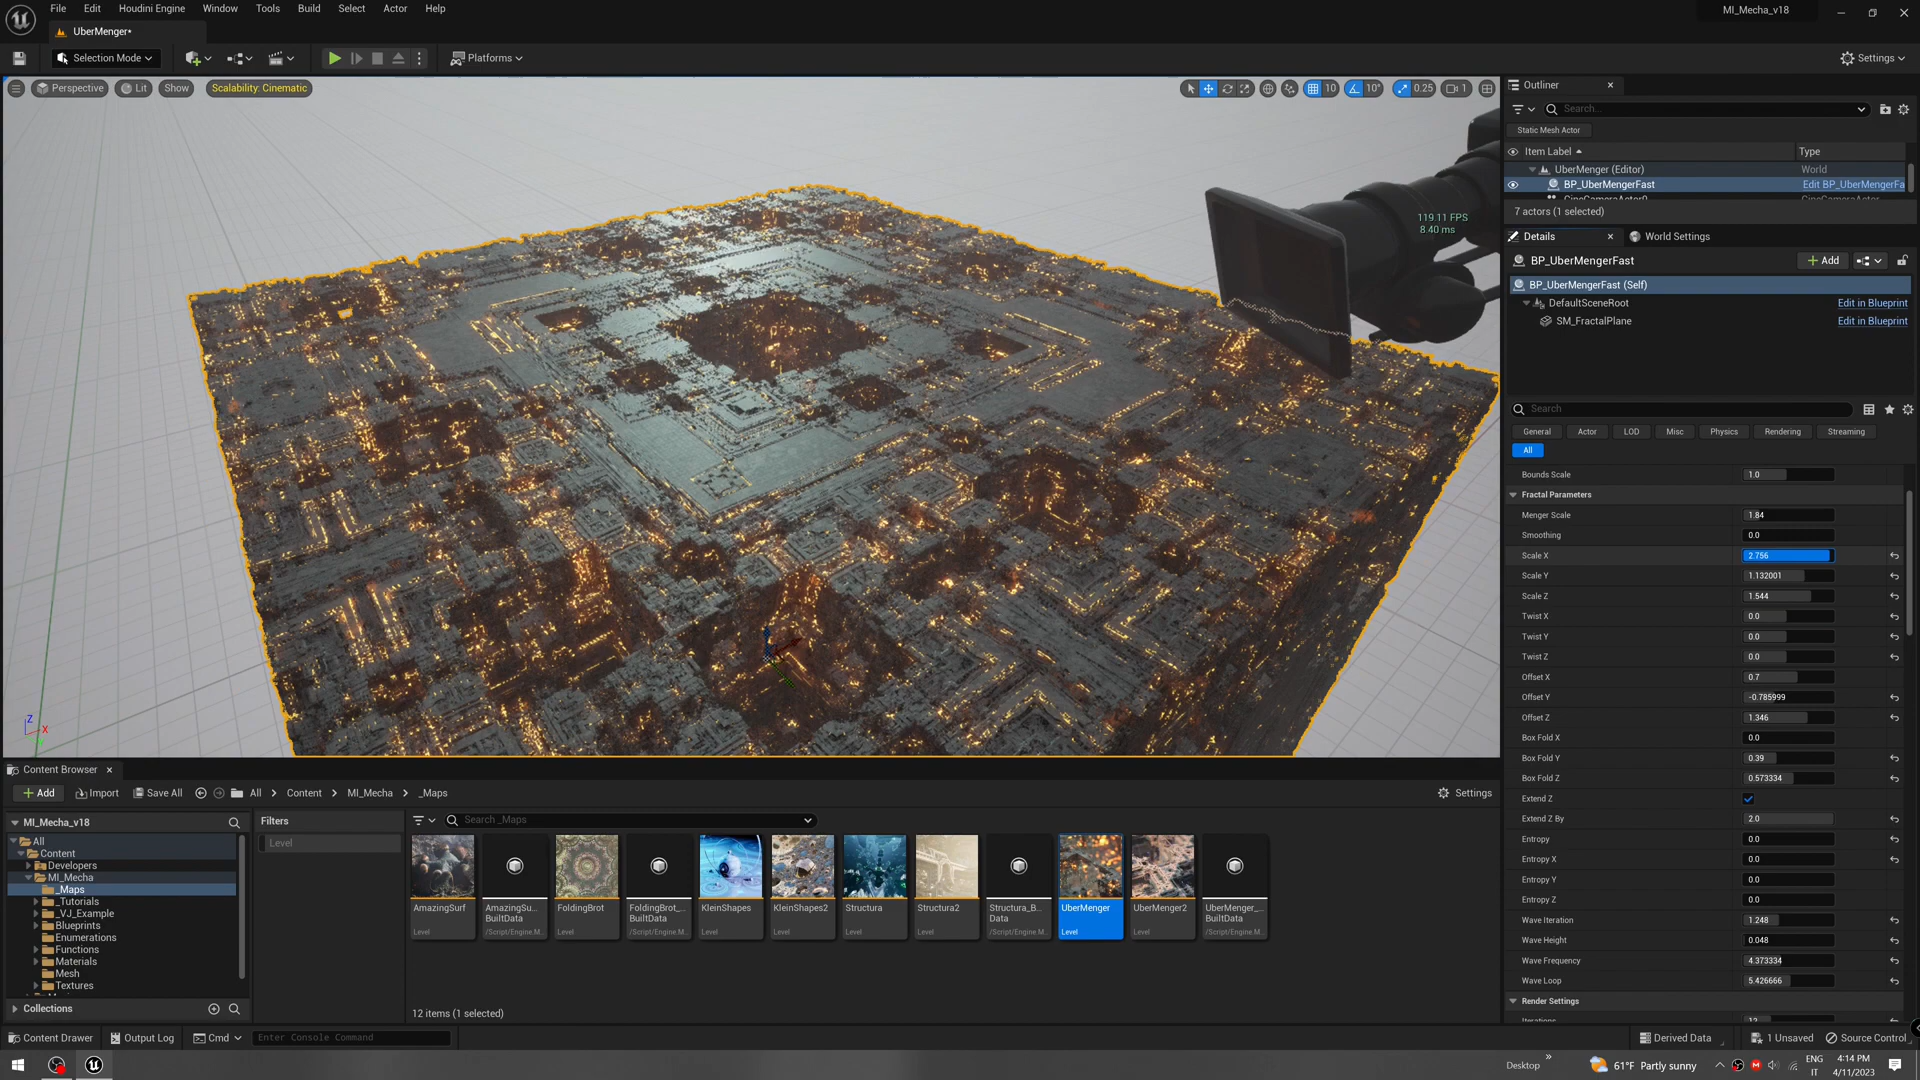 File Edit Houdini Engine Window Tools Build Select Actor Help
MI_Mecha_v18
UberMenger*
Selection Mode
Platforms
Settings
Perspective Lit Show Scalability: Cinematic
10 10° 0.25 1
119.11 FPS
8.40 ms
Z
X
Outliner
Search...
Static Mesh Actor
Item Label Type
UberMenger (Editor) World
BP_UberMengerFast Edit BP_UberMengerFa
CineCameraActor0 CineCameraActor
7 actors (1 selected)
Details World Settings
BP_UberMengerFast Add
BP_UberMengerFast (Self)
DefaultSceneRoot Edit in Blueprint
SM_FractalPlane Edit in Blueprint
Search
General Actor LOD Misc Physics Rendering Streaming
All
Bounds Scale 1.0
Fractal Parameters
Menger Scale 1.84
Smoothing 0.0
Scale X 2.756
Scale Y 1.132001
Scale Z 1.544
Twist X 0.0
Twist Y 0.0
Twist Z 0.0
Offset X 0.7
Offset Y -0.785999
Offset Z 1.346
Box Fold X 0.0
Box Fold Y 0.39
Box Fold Z 0.573334
Extend Z
Extend Z By 2.0
Entropy 0.0
Entropy X 0.0
Entropy Y 0.0
Entropy Z 0.0
Wave Iteration 1.248
Wave Height 0.048
Wave Frequency 4.373334
Wave Loop 5.426666
Render Settings
Iterations 12
Content Browser
Add Import Save All All Content MI_Mecha _Maps Settings
MI_Mecha_v18
All
Content
Developers
MI_Mecha
_Maps
_Tutorials
_VJ_Example
Blueprints
Enumerations
Functions
Materials
Mesh
Textures
Collections
Filters
Level
Search _Maps
AmazingSurf
Level
AmazingSu...
BuiltData
/Script/Engine.M...
FoldingBrot
Level
FoldingBrot_...
BuiltData
/Script/Engine.M...
KleinShapes
Level
KleinShapes2
Level
Structura
Level
Structura2
Level
Structura_B...
Data
/Script/Engine.M...
UberMenger
Level
UberMenger2
Level
UberMenger_...
BuiltData
/Script/Engine.M...
12 items (1 selected)
Content Drawer Output Log Cmd Enter Console Command
Derived Data 1 Unsaved Source Control
Desktop 61°F Partly sunny
ENG
IT
4:14 PM
4/11/2023